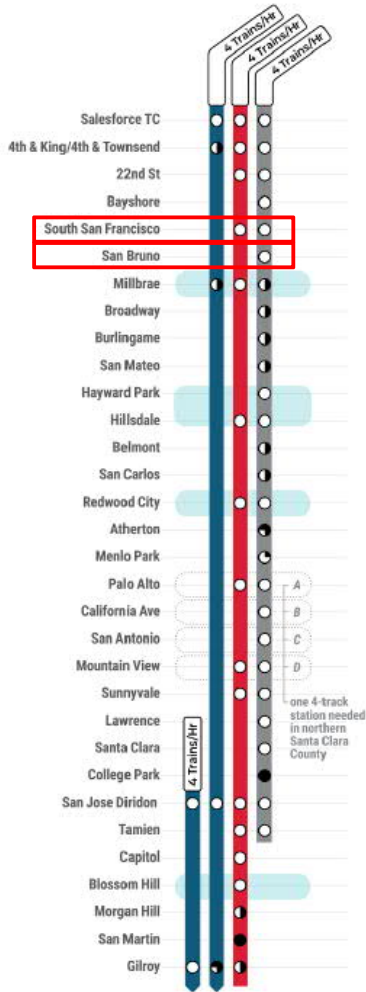 4 Trains/Hr
4 Trains/Hr
4 Trains/Hr
Salesforce TC
4th & King/4th & Townsend
22nd St
Bayshore
South San Francisco
San Bruno
Millbrae
Broadway
Burlingame
San Mateo
Hayward Park
Hillsdale
Belmont
San Carlos
Redwood City
Atherton
Menlo Park
Palo Alto A
California Ave B
San Antonio C
Mountain View D
Sunnyvale
one 4-track
station needed
in northern
Santa Clara
County
Lawrence
Santa Clara
College Park
4 Trains/Hr
San Jose Diridon
Tamien
Capitol
Blossom Hill
Morgan Hill
San Martin
Gilroy